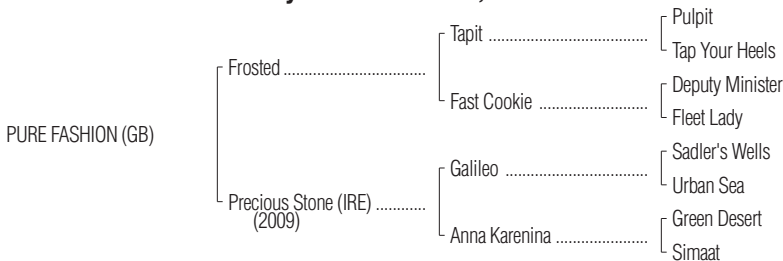 Pulpit
Tapit ..........................................
Tap Your Heels
Frosted .....................................
Deputy Minister
Fast Cookie ............................
Fleet Lady
PURE FASHION (GB)
Sadler's Wells
Galileo .....................................
Urban Sea
Precious Stone (IRE) .............
(2009)
Green Desert
Anna Karenina ........................
Simaat